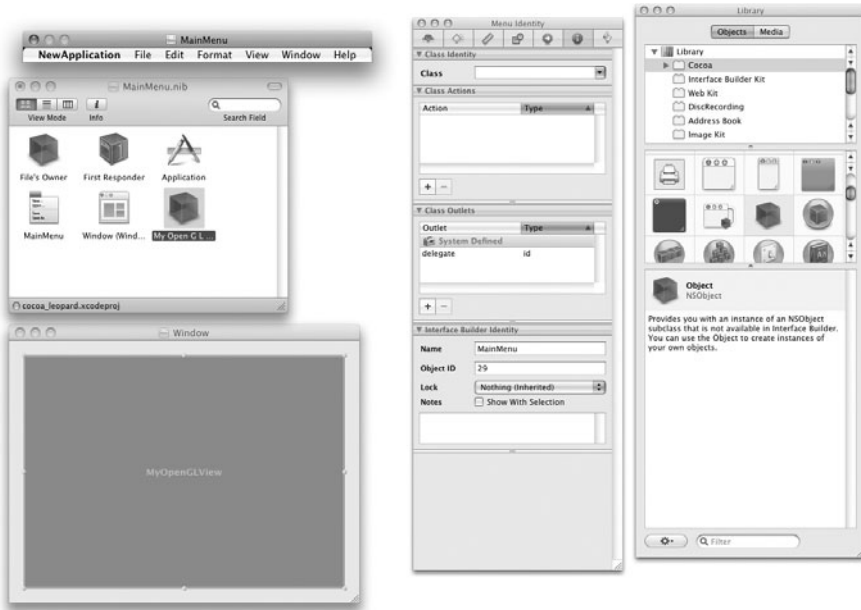 MainMenu
NewApplication File Edit Format View Window Help
MainMenu.nib
View Mode Info Search Field
File's Owner First Responder Application
MainMenu Window (Wind... My Open G L ...
cocoa_leopard.xcodeproj
Window
MyOpenGLView
Menu Identity
Class Identity
Class
Class Actions
Action Type
+ −
Class Outlets
Outlet Type
System Defined
delegate id
+ −
Interface Builder Identity
Name MainMenu
Object ID 29
Lock Nothing (Inherited)
Notes Show With Selection
Library
Objects Media
Library
Cocoa
Interface Builder Kit
Web Kit
DiscRecording
Address Book
Image Kit
Object
NSObject
Provides you with an instance of an NSObject
subclass that is not available in Interface Builder.
You can use the Object to create instances of
your own objects.
Filter